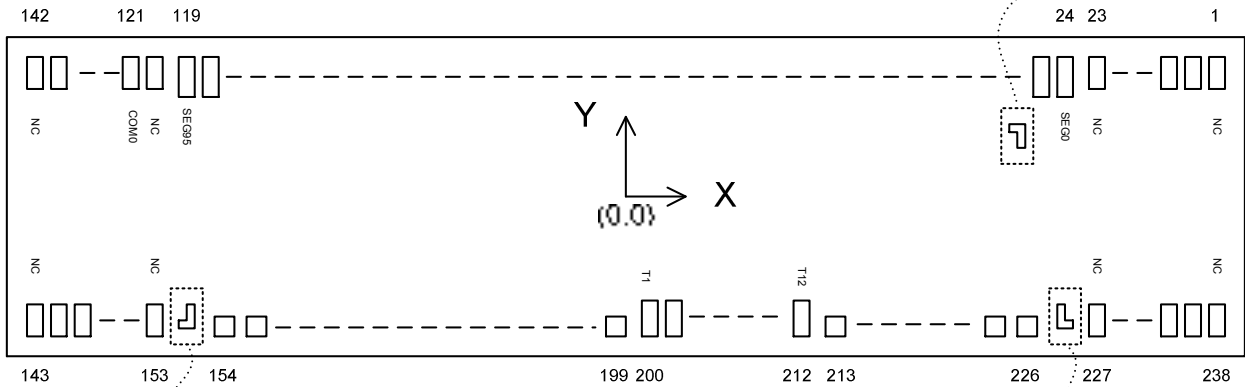 142 121 119 24 23 1
NC COM0 NC SEG95 SEG0 NC NC
Y
X
(0.0)
NC NC T1 T12 NC NC
143 153 154 199 200 212 213 226 227 238